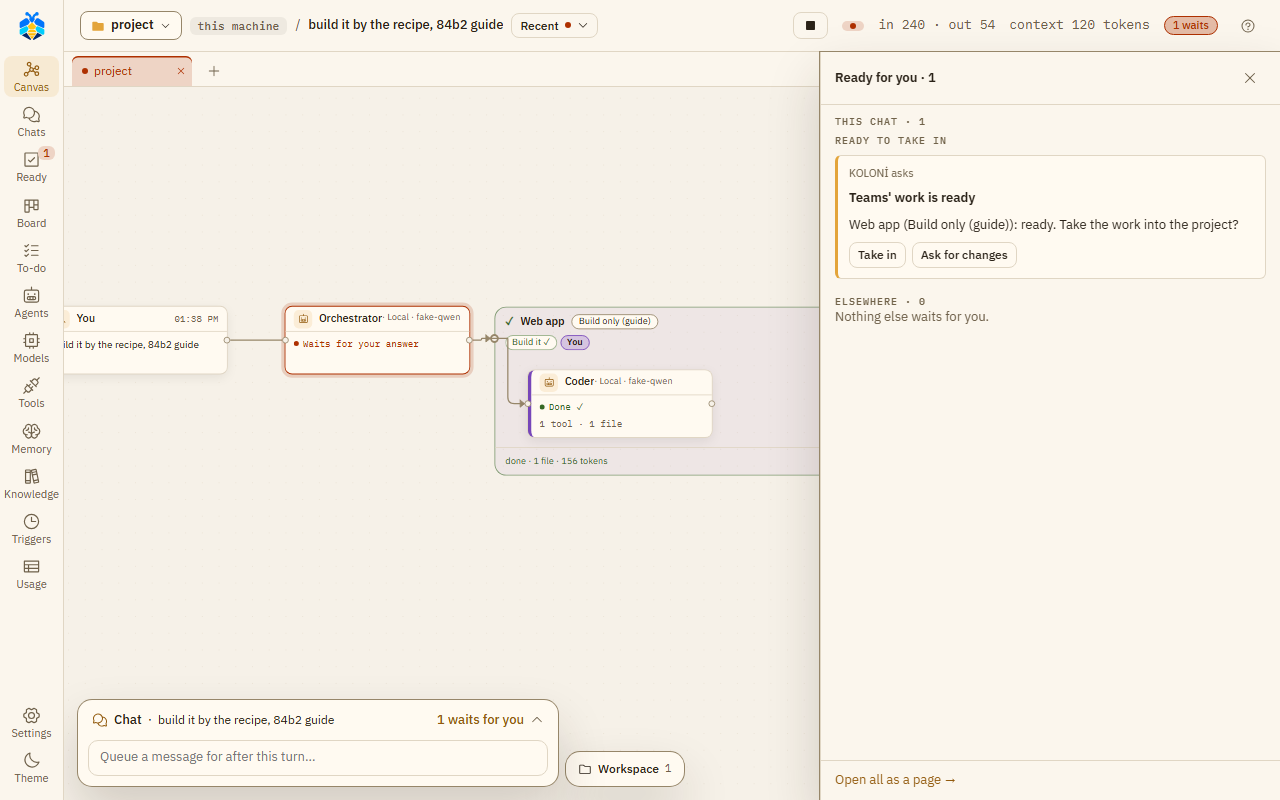 project
this machine
/
build it by the recipe, 84b2 guide
Recent
in 240 · out 54
context 120 tokens
1 waits
Canvas
Chats
1
Ready
Board
To-do
Agents
Models
Tools
Memory
Knowledge
Triggers
Usage
Settings
Theme
project
You
01:38 PM
ild it by the recipe, 84b2 guide
Orchestrator · Local · fake-qwen
Waits for your answer
✓ Web app
Build only (guide)
Build it ✓
You
Coder · Local · fake-qwen
Done ✓
1 tool · 1 file
done · 1 file · 156 tokens
Chat · build it by the recipe, 84b2 guide
1 waits for you
Queue a message for after this turn...
Workspace 1
Ready for you · 1
THIS CHAT · 1
READY TO TAKE IN
KOLONİ asks
Teams' work is ready
Web app (Build only (guide)): ready. Take the work into the project?
Take in
Ask for changes
ELSEWHERE · 0
Nothing else waits for you.
Open all as a page →